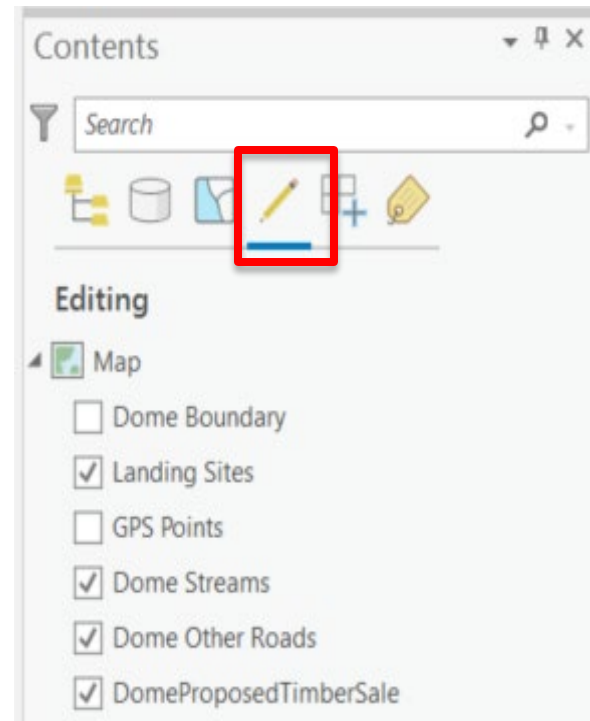 Contents
Search
Editing
Map
Dome Boundary
Landing Sites
GPS Points
Dome Streams
Dome Other Roads
DomeProposedTimberSale